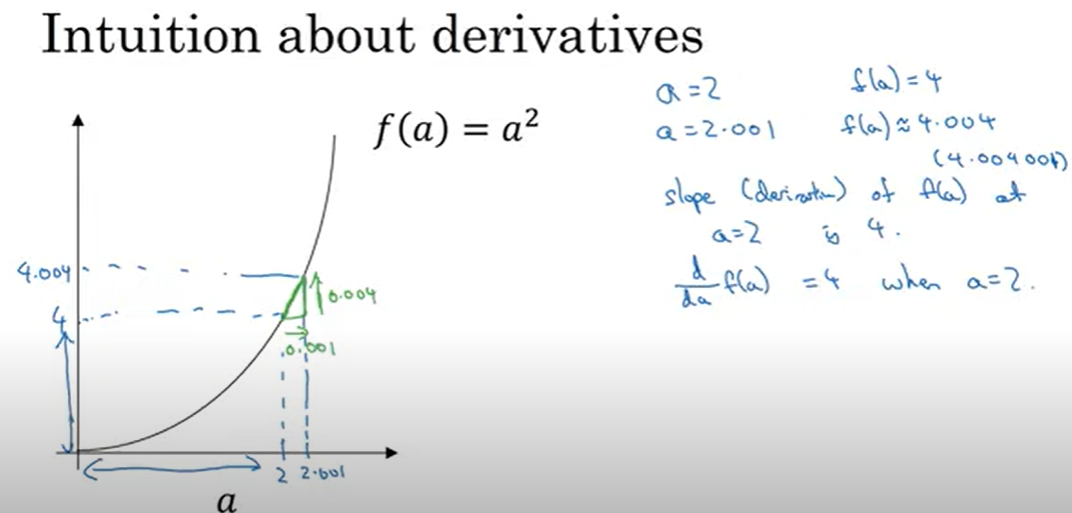 Intuition about derivatives
f(a) = a²
a = 2 f(a) = 4
a = 2.001 f(a) ≈ 4.004
(4.004001)
slope (derivative) of f(a) at
a=2 is 4.
d/da f(a) = 4 when a=2.
4.004
4
0.004
0.001
2 2.001
a